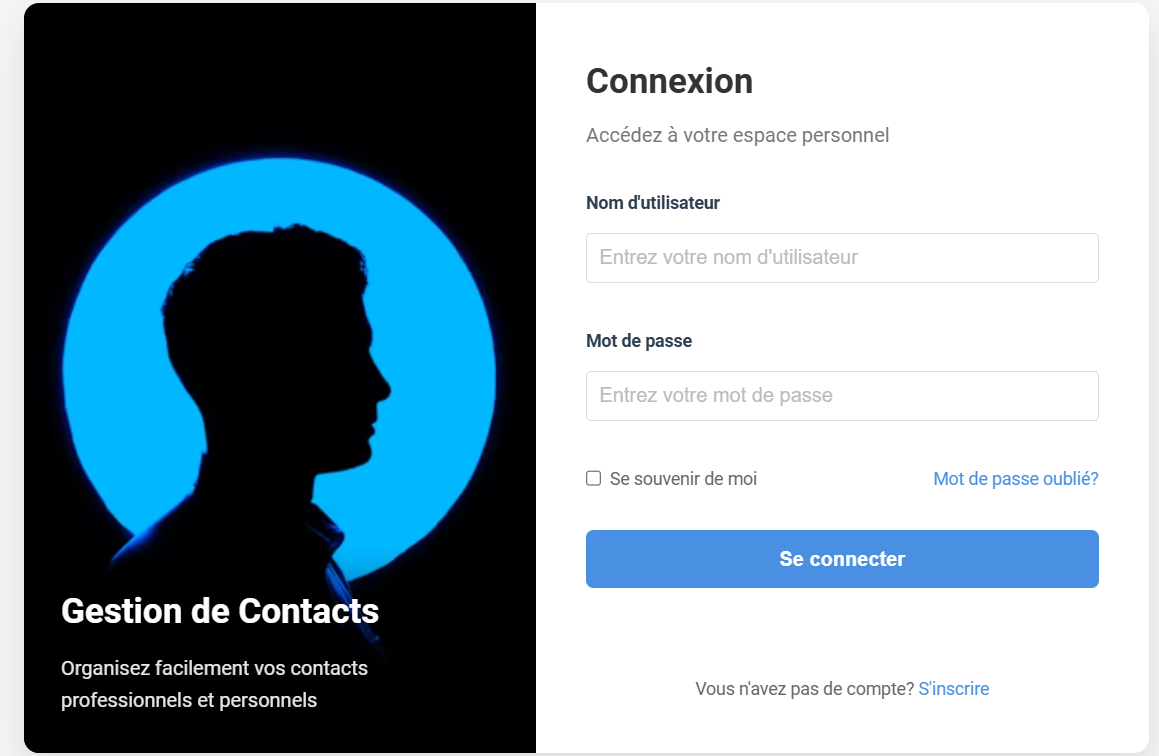 Gestion de Contacts
Organisez facilement vos contacts
professionnels et personnels
Connexion
Accédez à votre espace personnel
Nom d'utilisateur
Entrez votre nom d'utilisateur
Mot de passe
Entrez votre mot de passe
Se souvenir de moi
Mot de passe oublié?
Se connecter
Vous n'avez pas de compte? S'inscrire